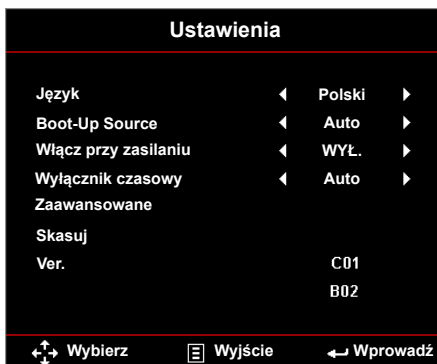 Ustawienia
Język Polski
Boot-Up Source Auto
Włącz przy zasilaniu WYŁ.
Wyłącznik czasowy Auto
Zaawansowane
Skasuj
Ver. C01
B02
Wybierz Wyjście Wprowadź